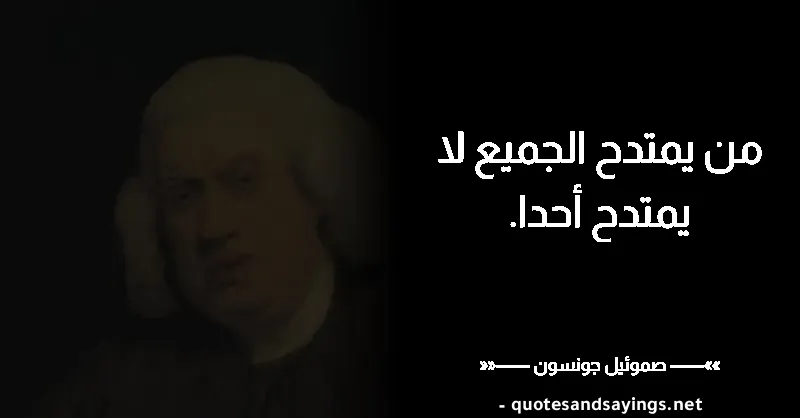 من يمتدح الجميع لا
يمتدح أحدا.
»»—— صموئيل جونسون ——««
- quotesandsayings.net